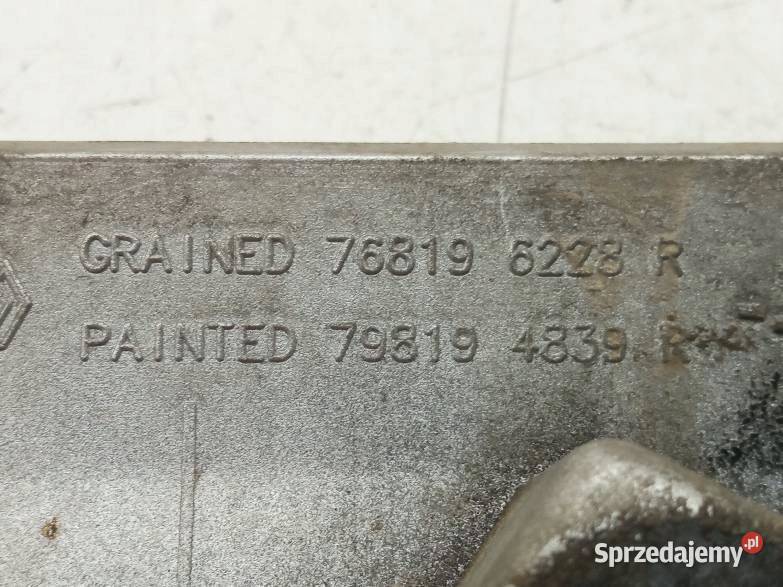 GRAINED 76819 6228 R
PAINTED 79819 4839 R
Sprzedajemy.pl